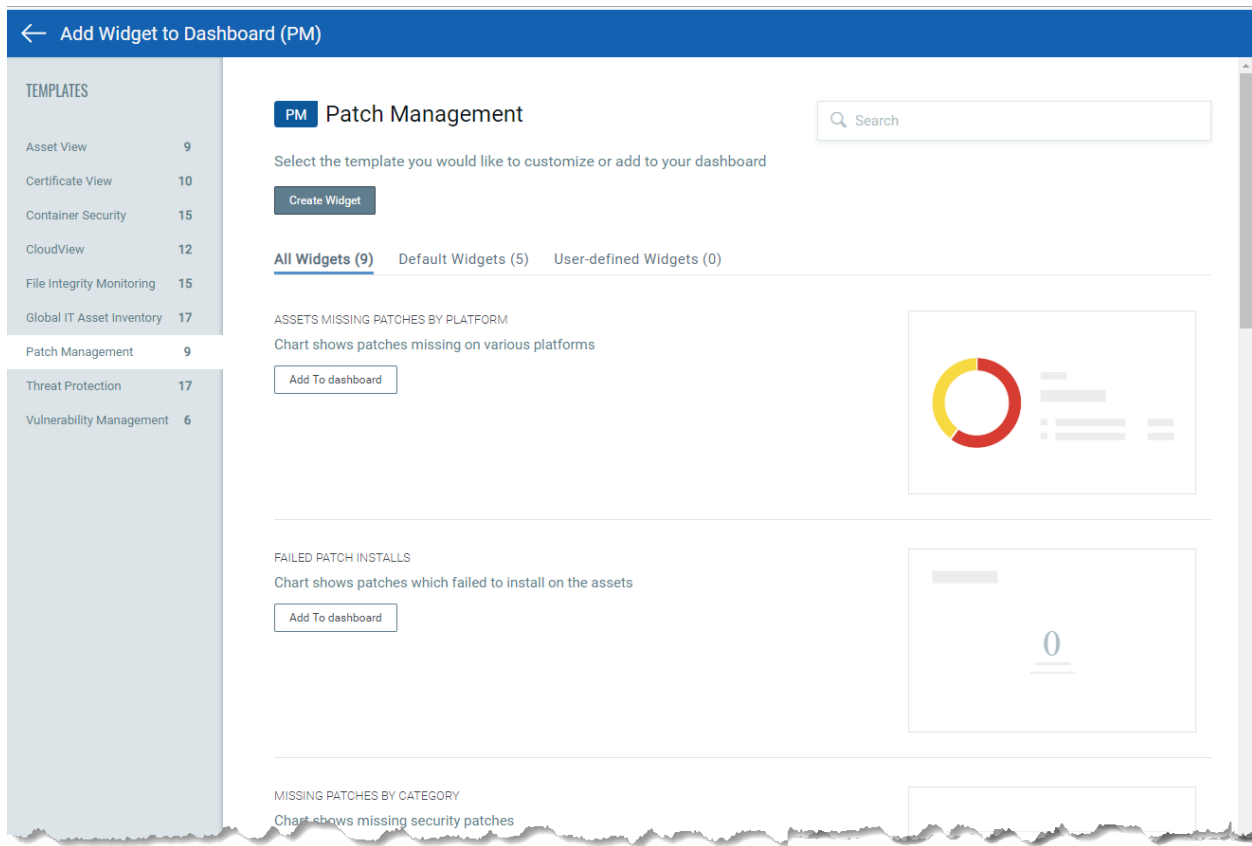 Add Widget to Dashboard (PM)
TEMPLATES
Asset View 9
Certificate View 10
Container Security 15
CloudView 12
File Integrity Monitoring 15
Global IT Asset Inventory 17
Patch Management 9
Threat Protection 17
Vulnerability Management 6
PM Patch Management
Search
Select the template you would like to customize or add to your dashboard
Create Widget
All Widgets (9) Default Widgets (5) User-defined Widgets (0)
ASSETS MISSING PATCHES BY PLATFORM
Chart shows patches missing on various platforms
Add To dashboard
FAILED PATCH INSTALLS
Chart shows patches which failed to install on the assets
Add To dashboard
0
MISSING PATCHES BY CATEGORY
Chart shows missing security patches